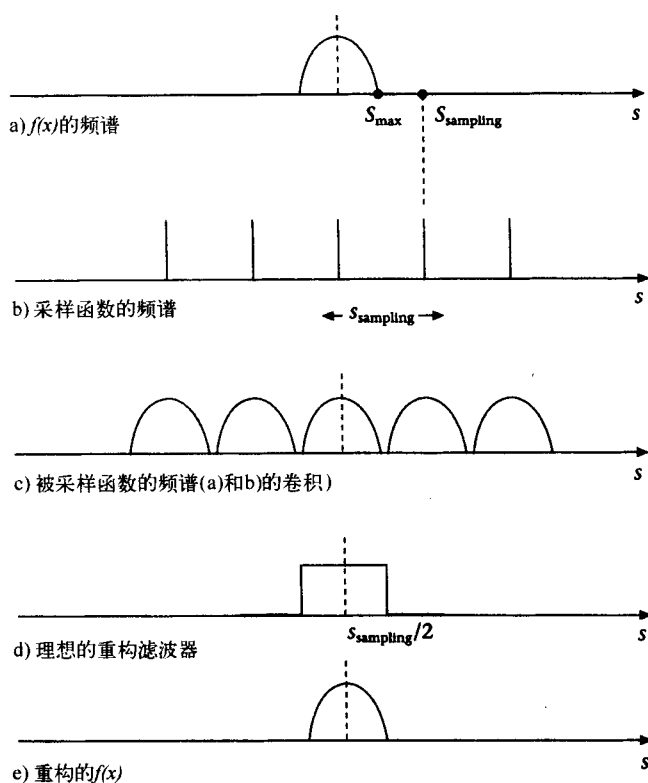 S_max S_sampling s
a) f(x)的频谱
s
b) 采样函数的频谱
s_sampling
s
c) 被采样函数的频谱(a)和b)的卷积)
s_sampling/2 s
d) 理想的重构滤波器
s
e) 重构的f(x)